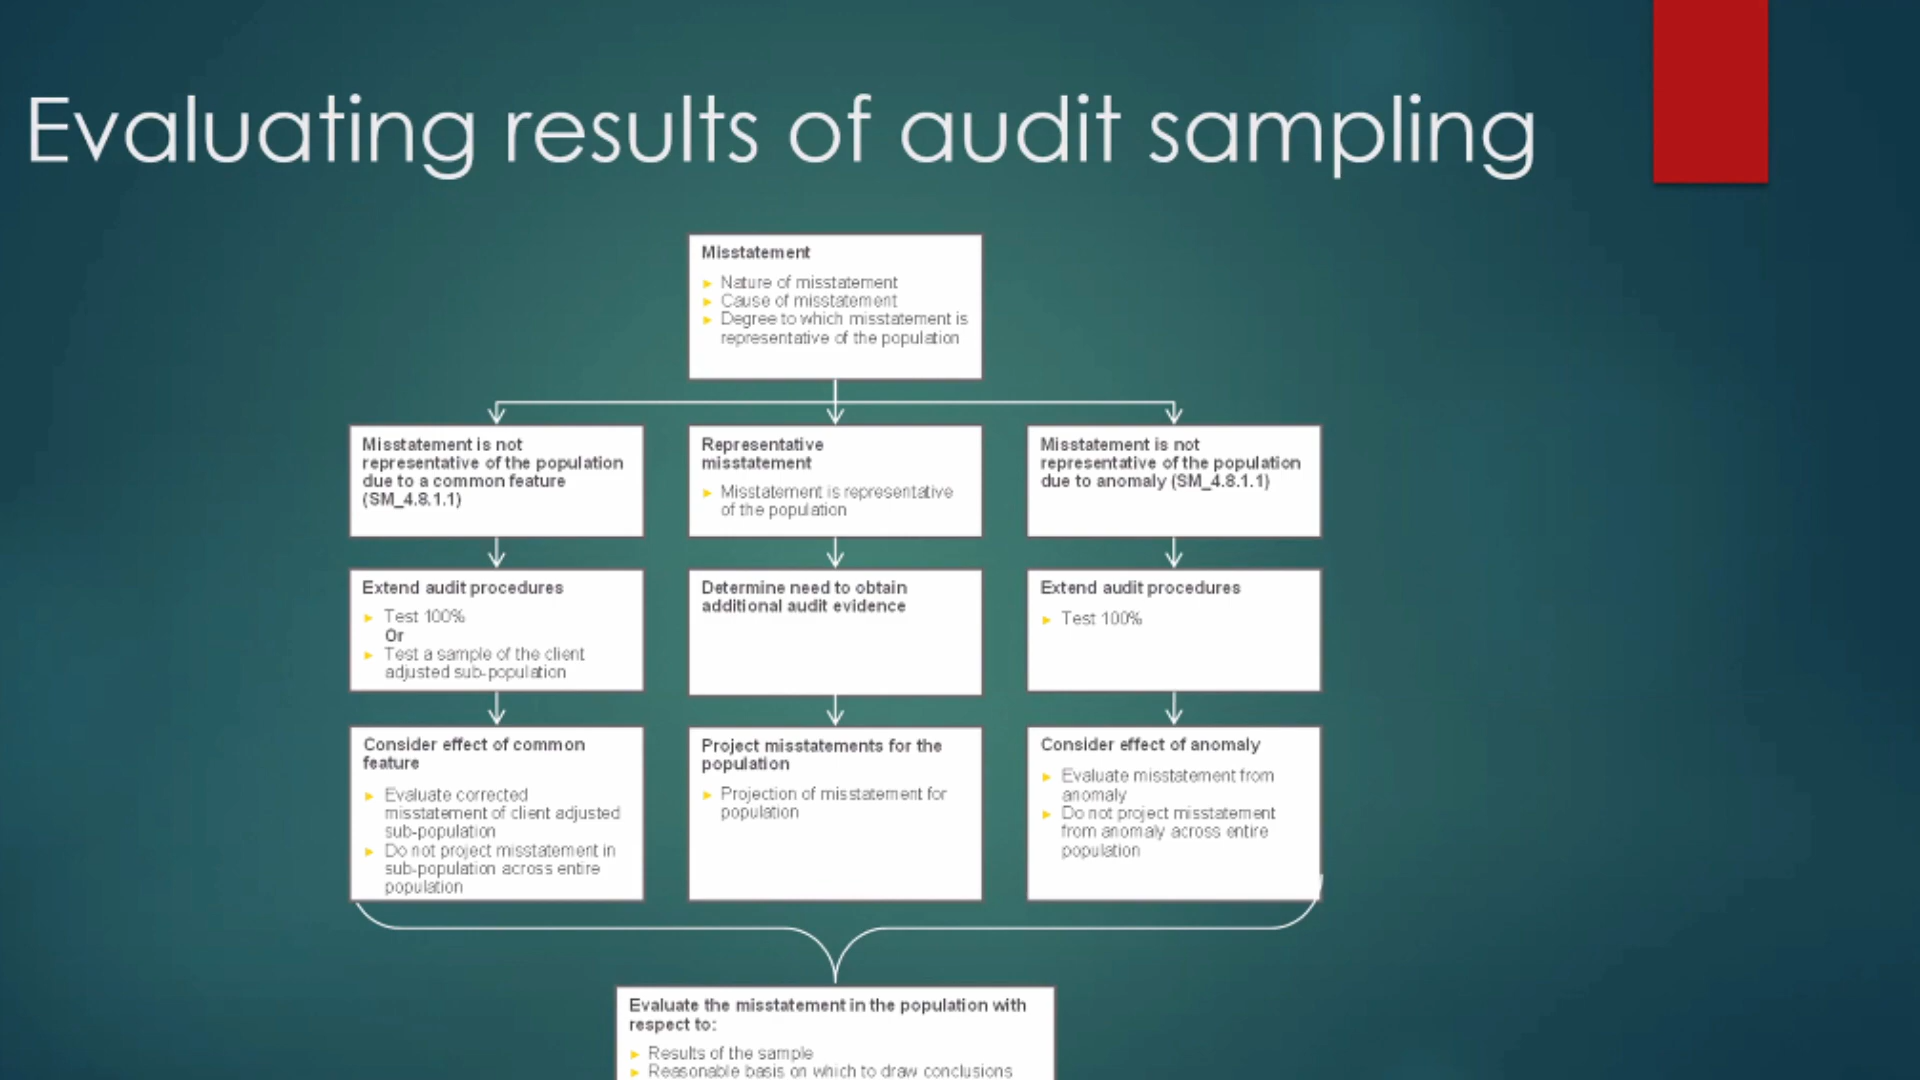 Evaluating results of audit sampling
Misstatement
Nature of misstatement
Cause of misstatement
Degree to which misstatement is
representative of the population
Misstatement is not
representative of the population
due to a common feature
(SM_4.8.1.1)
Extend audit procedures
Test 100%
Or
Test a sample of the client
adjusted sub-population
Consider effect of common
feature
Evaluate corrected
misstatement of client adjusted
sub-population
Do not project misstatement in
sub-population across entire
population
Representative
misstatement
Misstatement is representative
of the population
Determine need to obtain
additional audit evidence
Project misstatements for the
population
Projection of misstatement for
population
Misstatement is not
representative of the population
due to anomaly (SM_4.8.1.1)
Extend audit procedures
Test 100%
Consider effect of anomaly
Evaluate misstatement from
anomaly
Do not project misstatement
from anomaly across entire
population
Evaluate the misstatement in the population with
respect to:
Results of the sample
Reasonable basis on which to draw conclusions